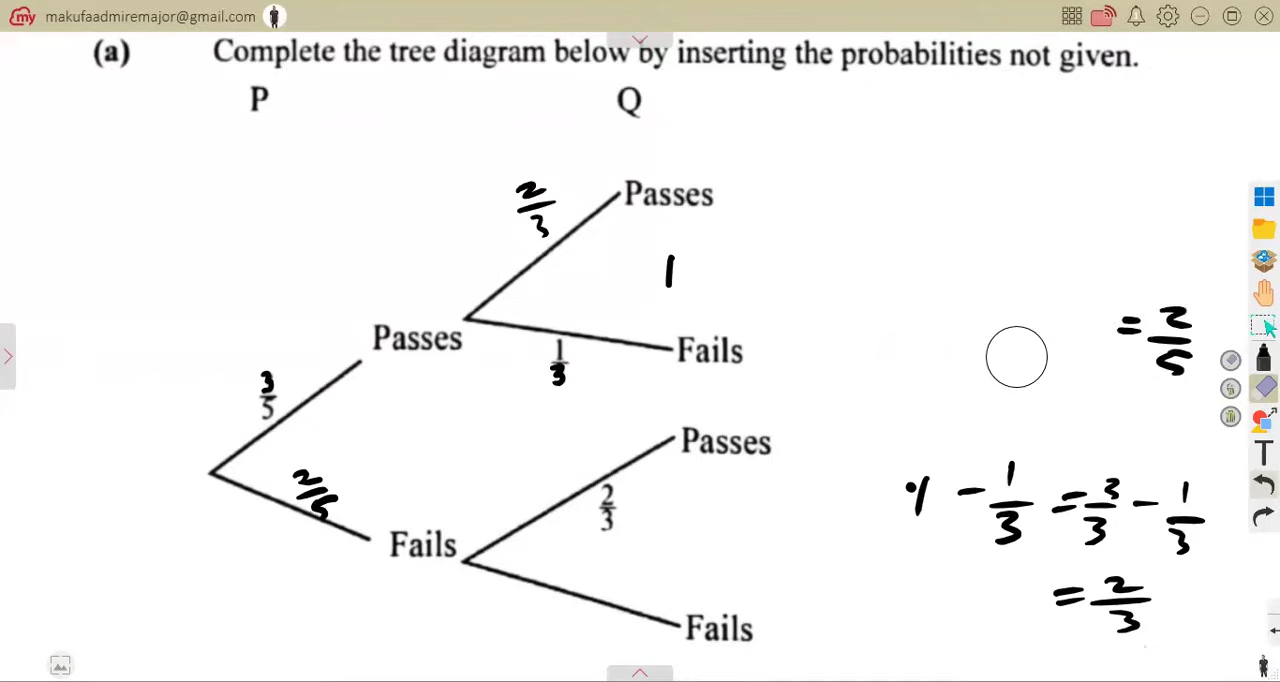 my makufaadmiremajor@gmail.com
(a) Complete the tree diagram below by inserting the probabilities not given.
P Q
2/3 Passes
1
Passes 1/3 Fails
= 2/5
3/5
Passes
2/5 2/3
1 - 1/3 = 3/3 - 1/3
Fails
= 2/3
Fails
T